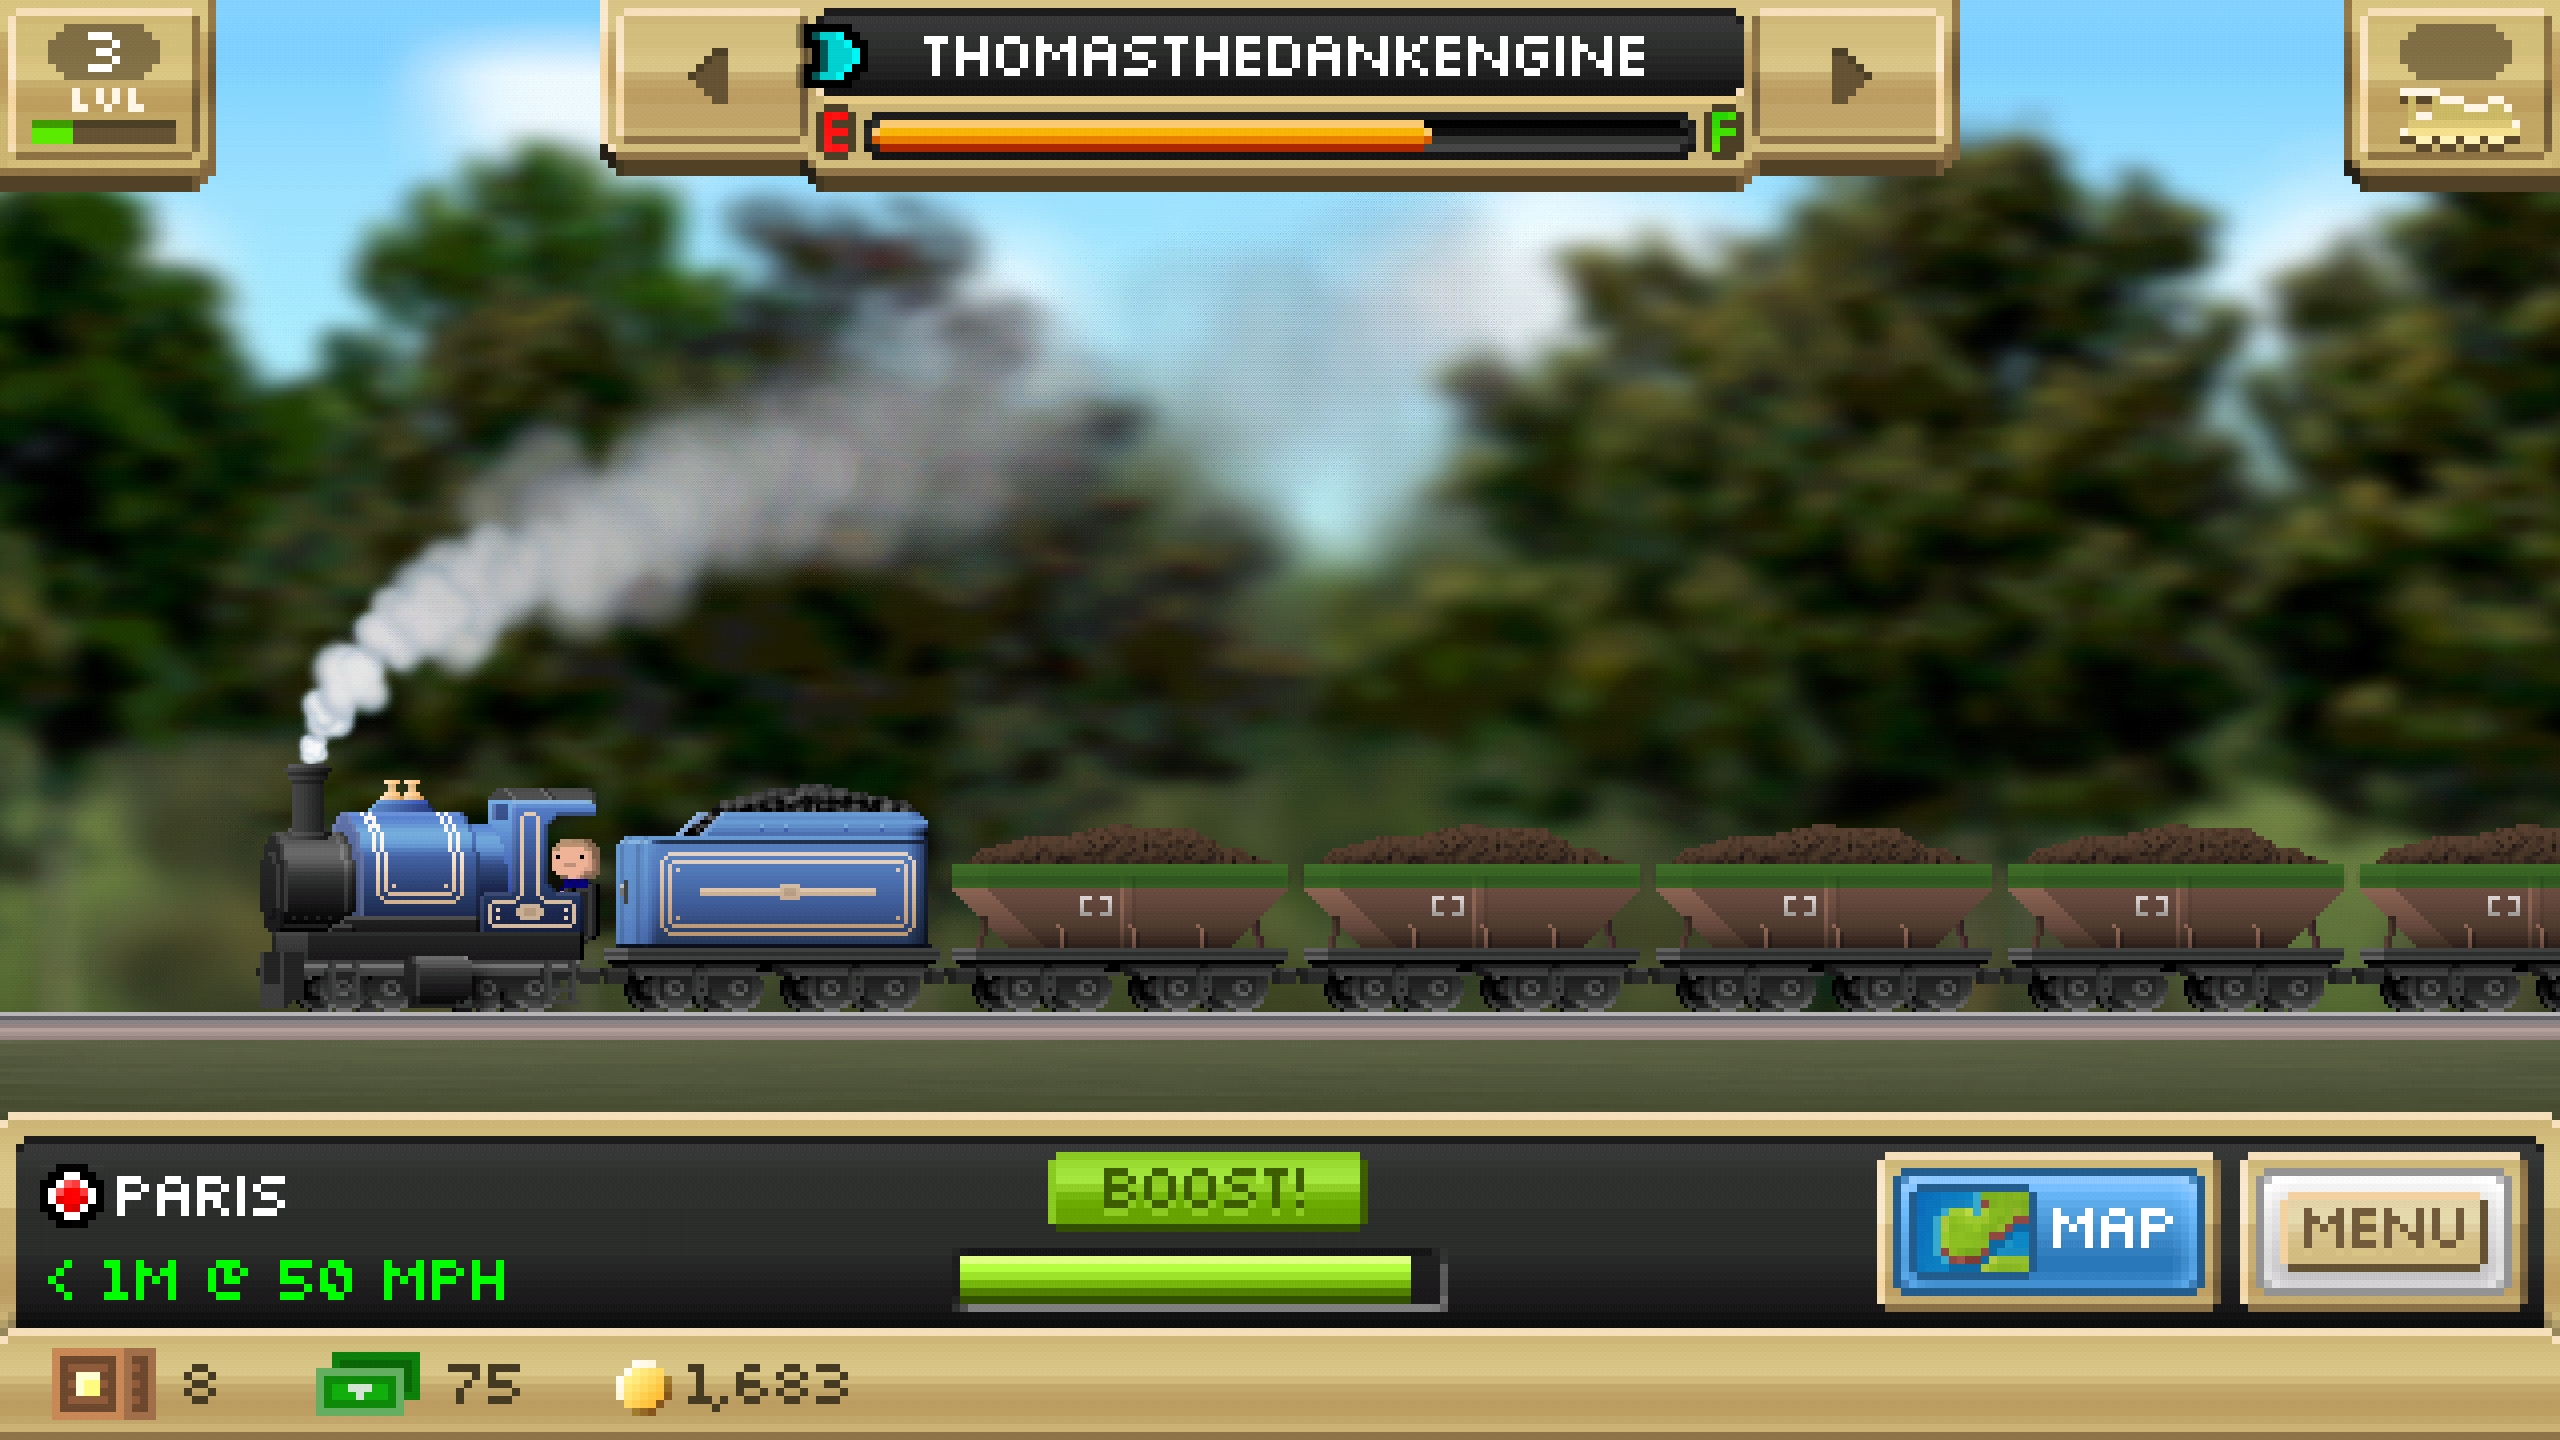 3
LVL
THOMASTHEDANKENGINE
E F
PARIS
< 1M @ 50 MPH
BOOST!
MAP
MENU
8
75
1,683